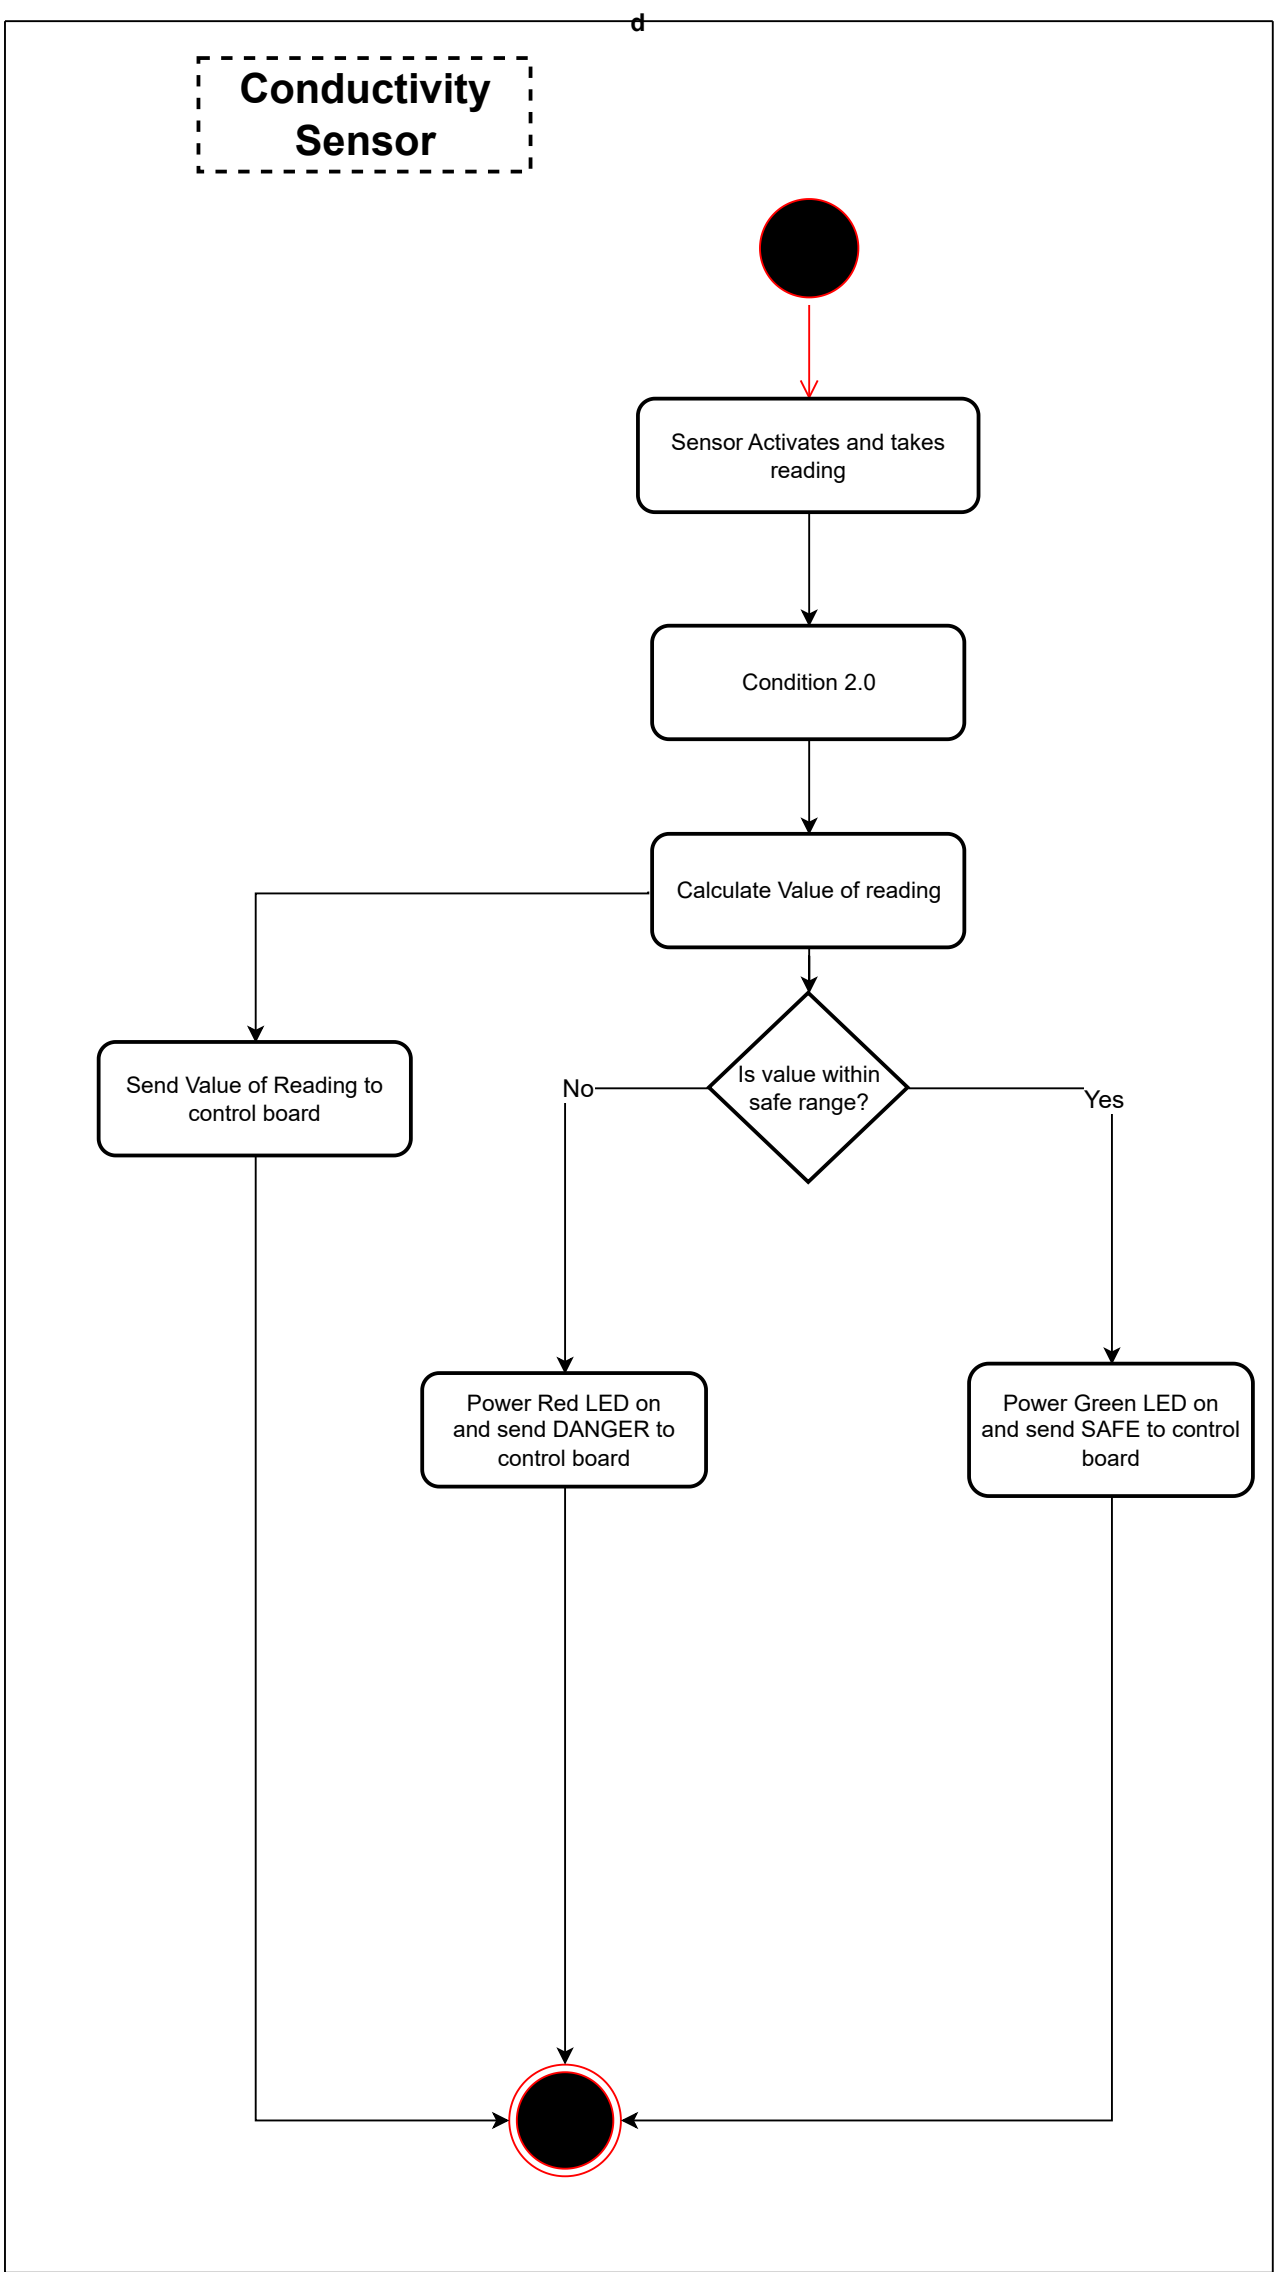 d
Conductivity
Sensor
Sensor Activates and takes
reading
Condition 2.0
Calculate Value of reading
Send Value of Reading to
control board
No
Is value within
safe range?
Yes
Power Red LED on
and send DANGER to
control board
Power Green LED on
and send SAFE to control
board